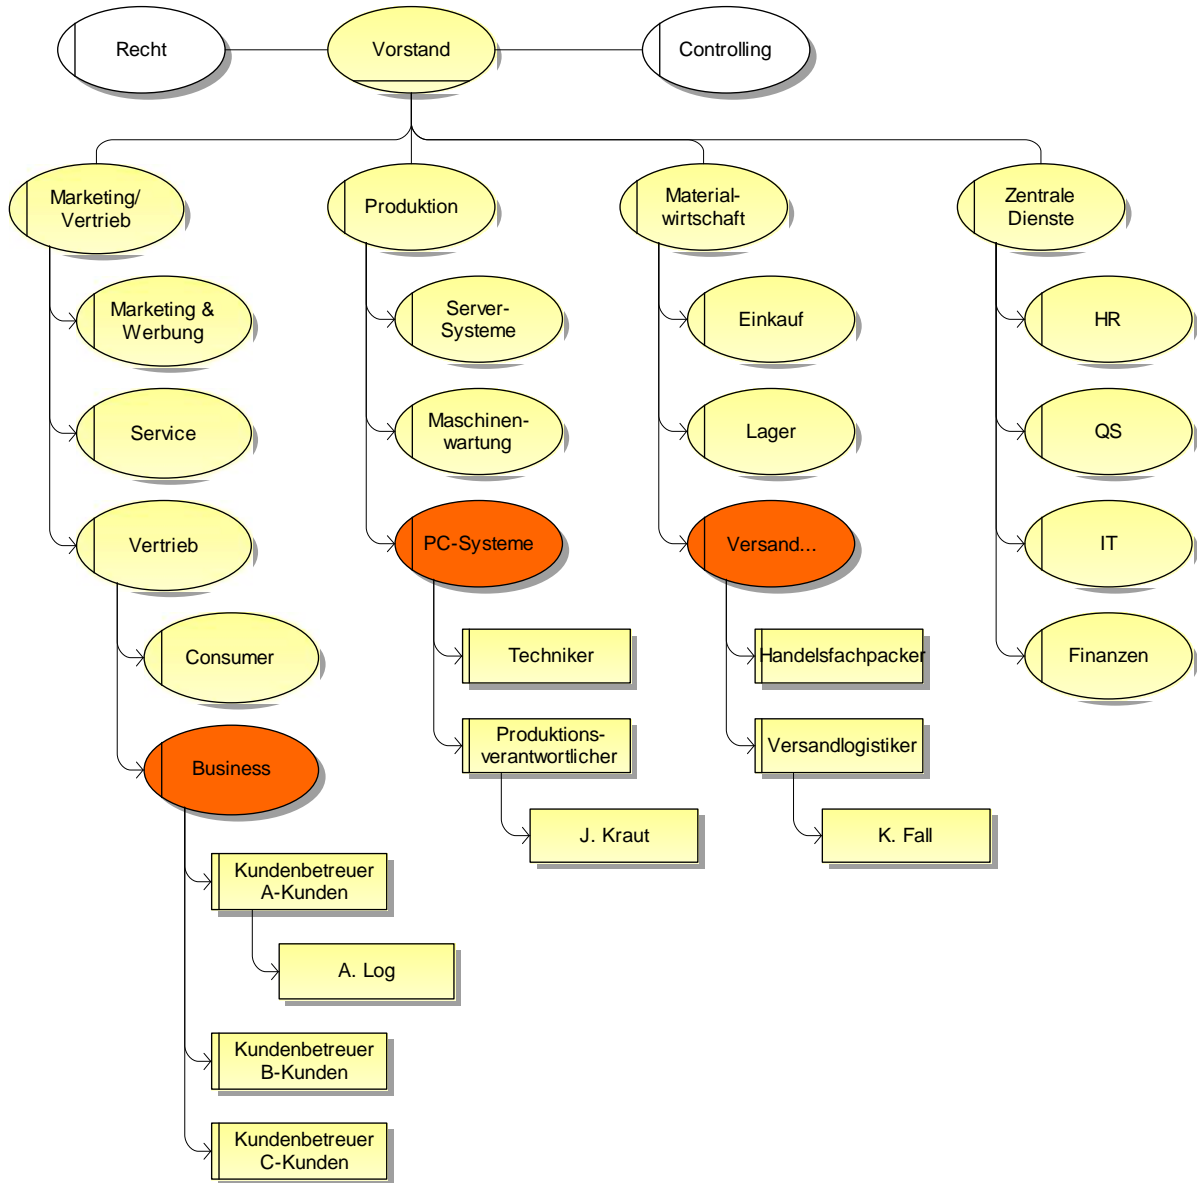 Recht
Vorstand
Controlling
Marketing/
Vertrieb
Produktion
Material-
wirtschaft
Zentrale
Dienste
Marketing &
Werbung
Server-
Systeme
Einkauf
HR
Service
Maschinen-
wartung
Lager
QS
Vertrieb
PC-Systeme
Versand...
IT
Consumer
Techniker
Handelsfachpacker
Finanzen
Business
Produktions-
verantwortlicher
Versandlogistiker
J. Kraut
K. Fall
Kundenbetreuer
A-Kunden
A. Log
Kundenbetreuer
B-Kunden
Kundenbetreuer
C-Kunden